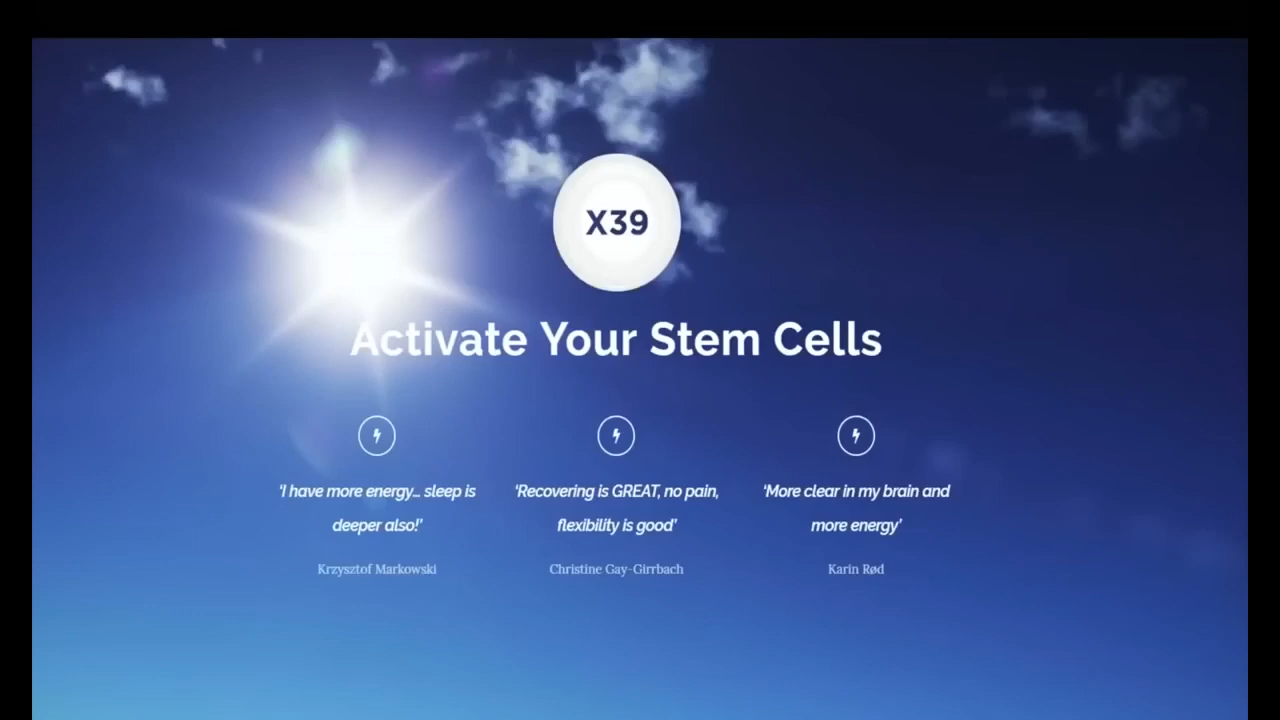 X39
Activate Your Stem Cells
‘I have more energy... sleep is
deeper also!’
Krzysztof Markowski
‘Recovering is GREAT, no pain,
flexibility is good’
Christine Gay-Girrbach
‘More clear in my brain and
more energy’
Karin Rød